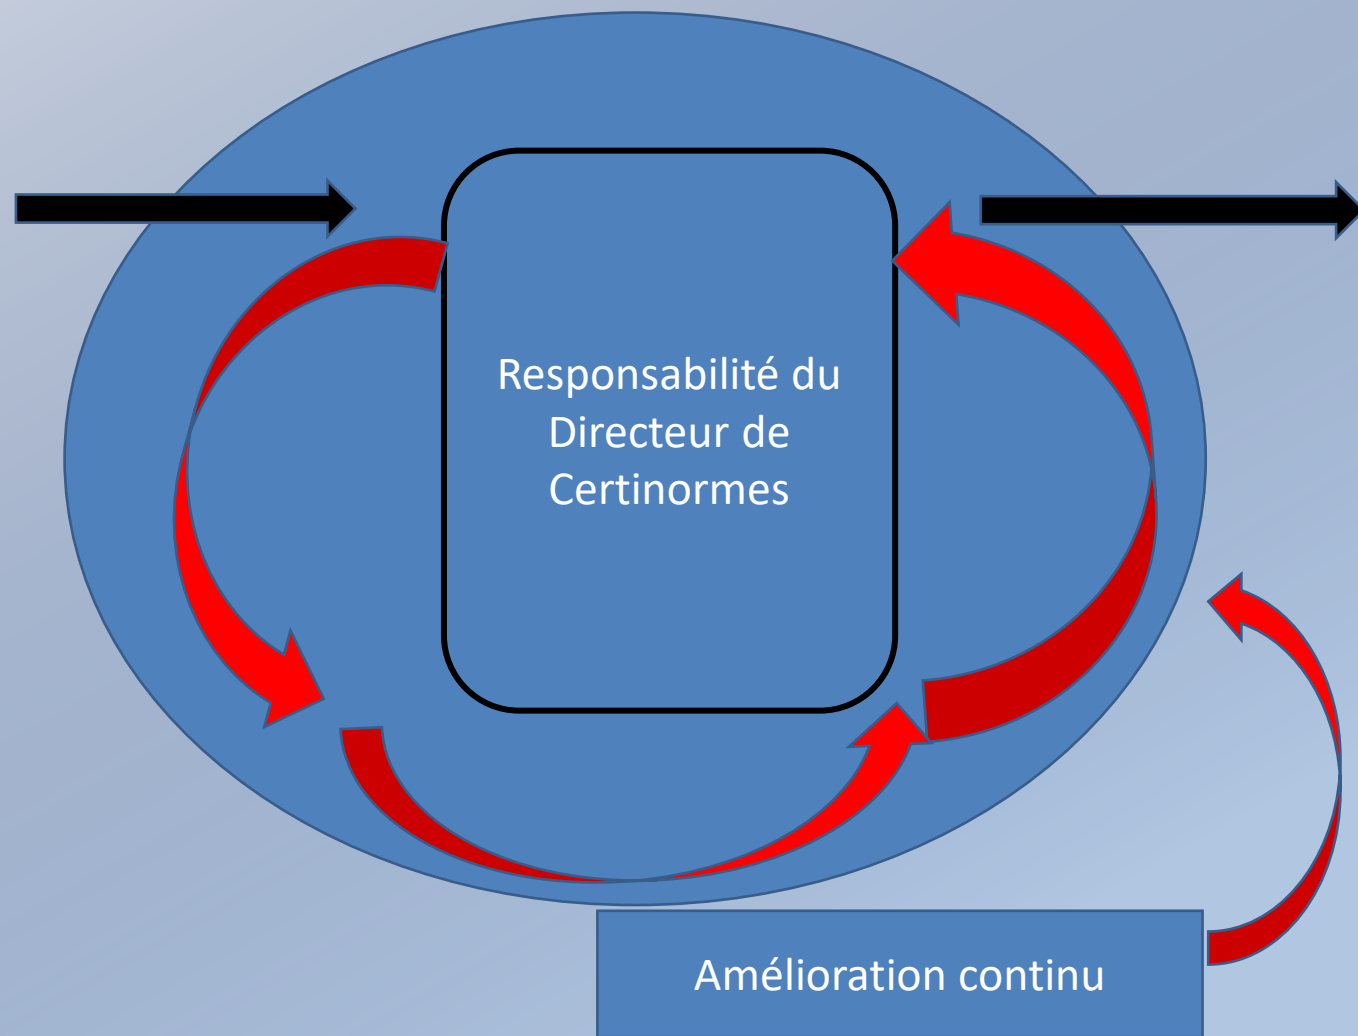 Responsabilité du
Directeur de
Certinormes
Amélioration continu